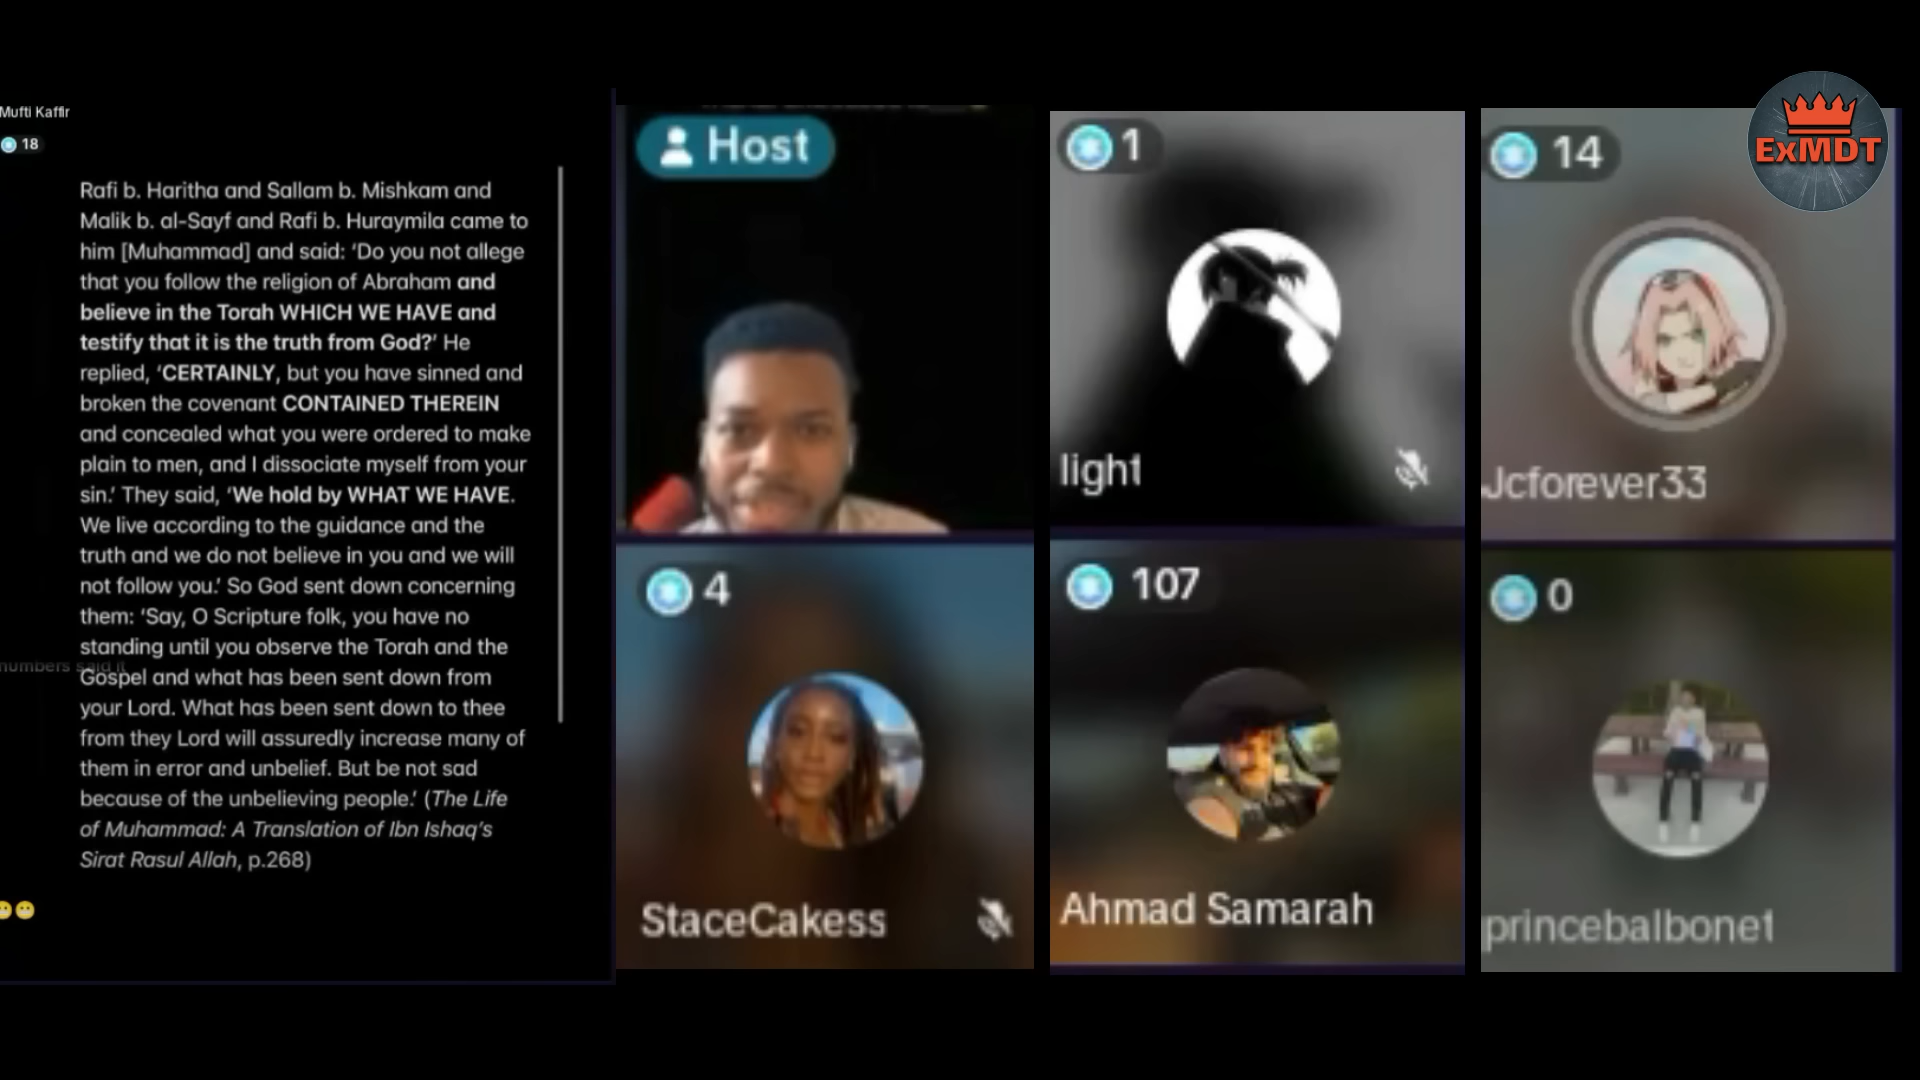 Mufti Kaffir
18
Rafi b. Haritha and Sallam b. Mishkam and
Malik b. al-Sayf and Rafi b. Huraymila came to
him [Muhammad] and said: ‘Do you not allege
that you follow the religion of Abraham and
believe in the Torah WHICH WE HAVE and
testify that it is the truth from God?’ He
replied, ‘CERTAINLY, but you have sinned and
broken the covenant CONTAINED THEREIN
and concealed what you were ordered to make
plain to men, and I dissociate myself from your
sin.’ They said, ‘We hold by WHAT WE HAVE.
We live according to the guidance and the
truth and we do not believe in you and we will
not follow you.’ So God sent down concerning
them: ‘Say, O Scripture folk, you have no
standing until you observe the Torah and the
numbers said it
Gospel and what has been sent down from
your Lord. What has been sent down to thee
from they Lord will assuredly increase many of
them in error and unbelief. But be not sad
because of the unbelieving people.’ (The Life
of Muhammad: A Translation of Ibn Ishaq’s
Sirat Rasul Allah, p.268)
Host
1
light
14
Jcforever33
ExMDT
4
StaceCakess
107
Ahmad Samarah
0
princebalbonet